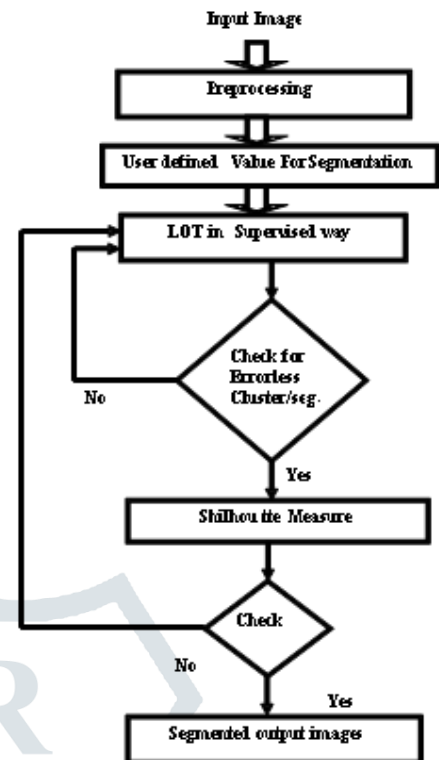 Input Image
Preprocessing
User defined Value For Segmentation
LOT in Supervised way
Check for
Errorless
Cluster/seg.
No
Yes
Shilhoutte Measure
Check
No
Yes
Segmented output images
R